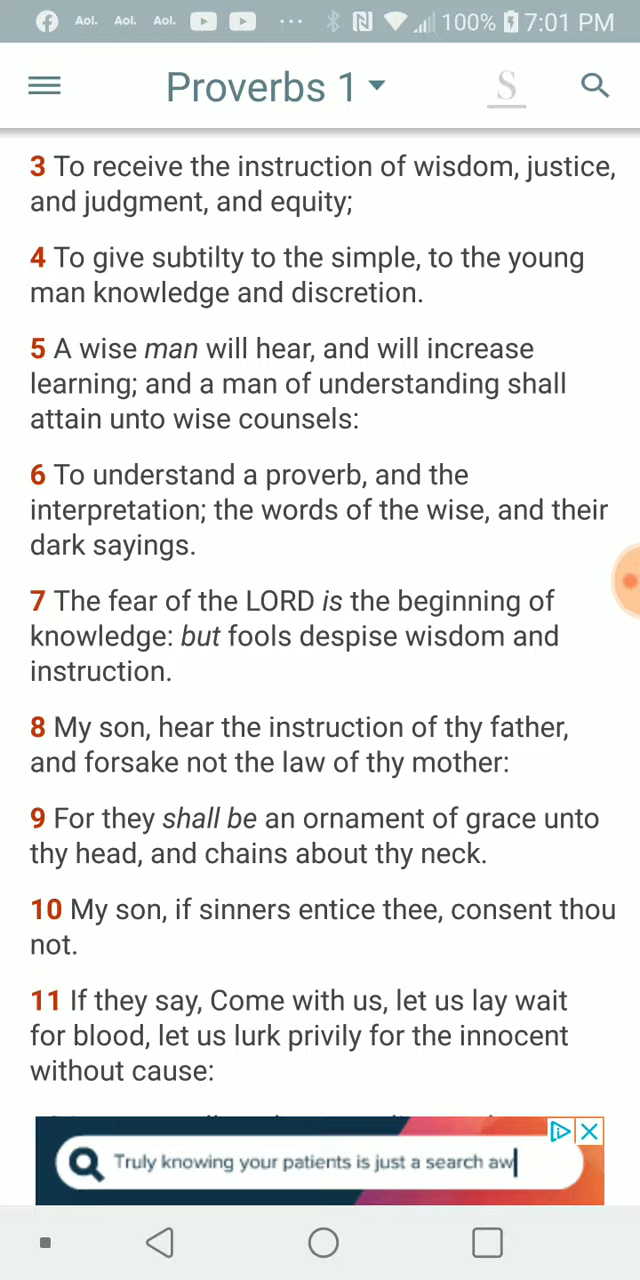 Aol. Aol. Aol. ... 100% 7:01 PM
Proverbs 1 S
3 To receive the instruction of wisdom, justice,
and judgment, and equity;
4 To give subtilty to the simple, to the young
man knowledge and discretion.
5 A wise man will hear, and will increase
learning; and a man of understanding shall
attain unto wise counsels:
6 To understand a proverb, and the
interpretation; the words of the wise, and their
dark sayings.
7 The fear of the LORD is the beginning of
knowledge: but fools despise wisdom and
instruction.
8 My son, hear the instruction of thy father,
and forsake not the law of thy mother:
9 For they shall be an ornament of grace unto
thy head, and chains about thy neck.
10 My son, if sinners entice thee, consent thou
not.
11 If they say, Come with us, let us lay wait
for blood, let us lurk privily for the innocent
without cause:
Truly knowing your patients is just a search aw